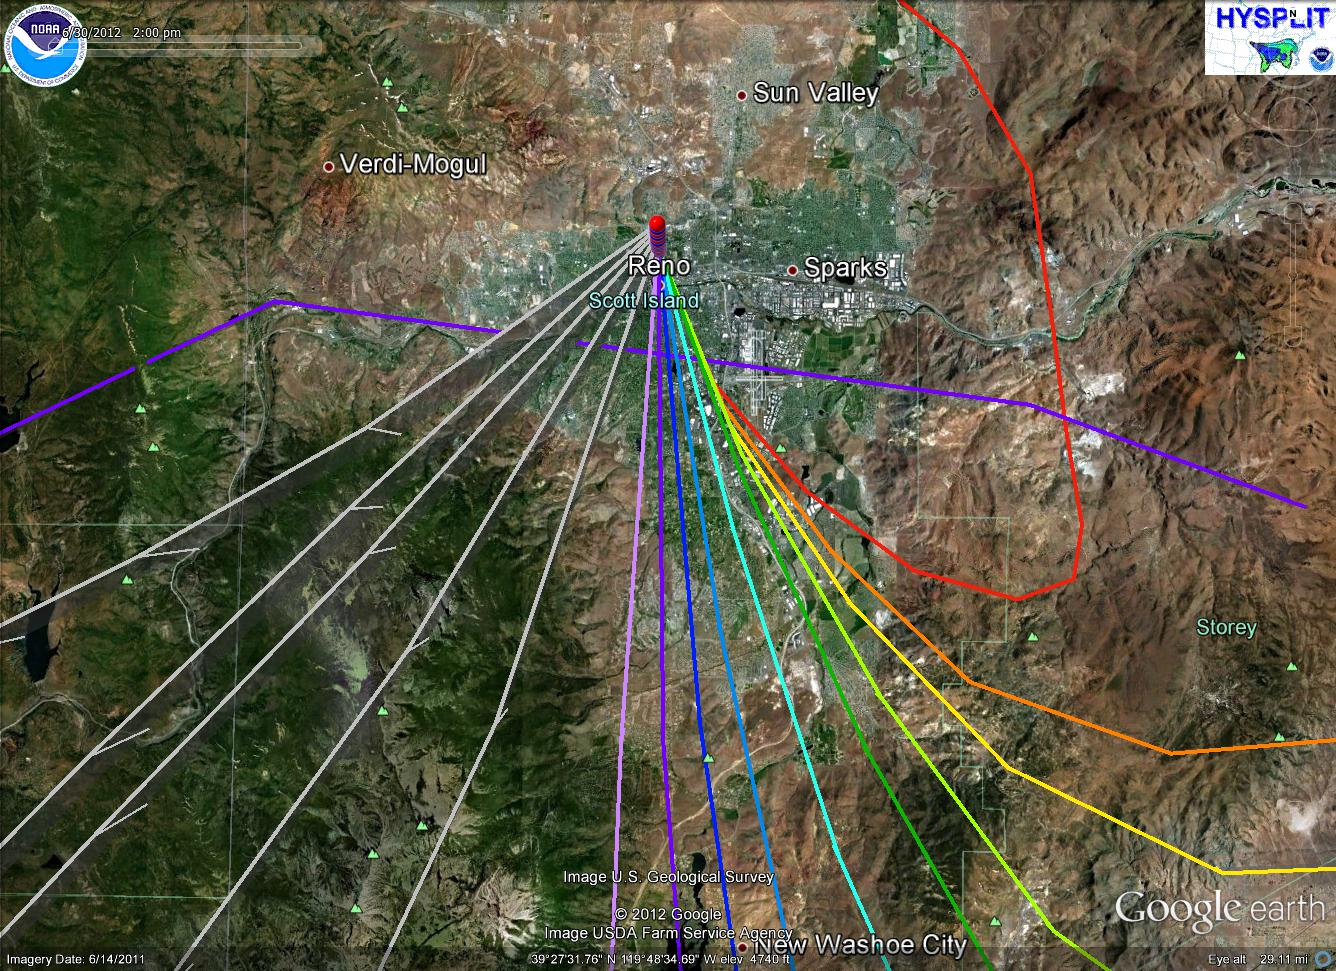 NOAA
6/30/2012 2:00 pm
HYSPLIT
N
Sun Valley
Verdi-Mogul
Reno
Sparks
Scott Island
Storey
Image U.S. Geological Survey
© 2012 Google
Image USDA Farm Service Agency
Google earth
New Washoe City
Imagery Date: 6/14/2011
39°27'31.76" N 119°48'34.69" W elev 4740 ft
Eye alt 29.11 mi